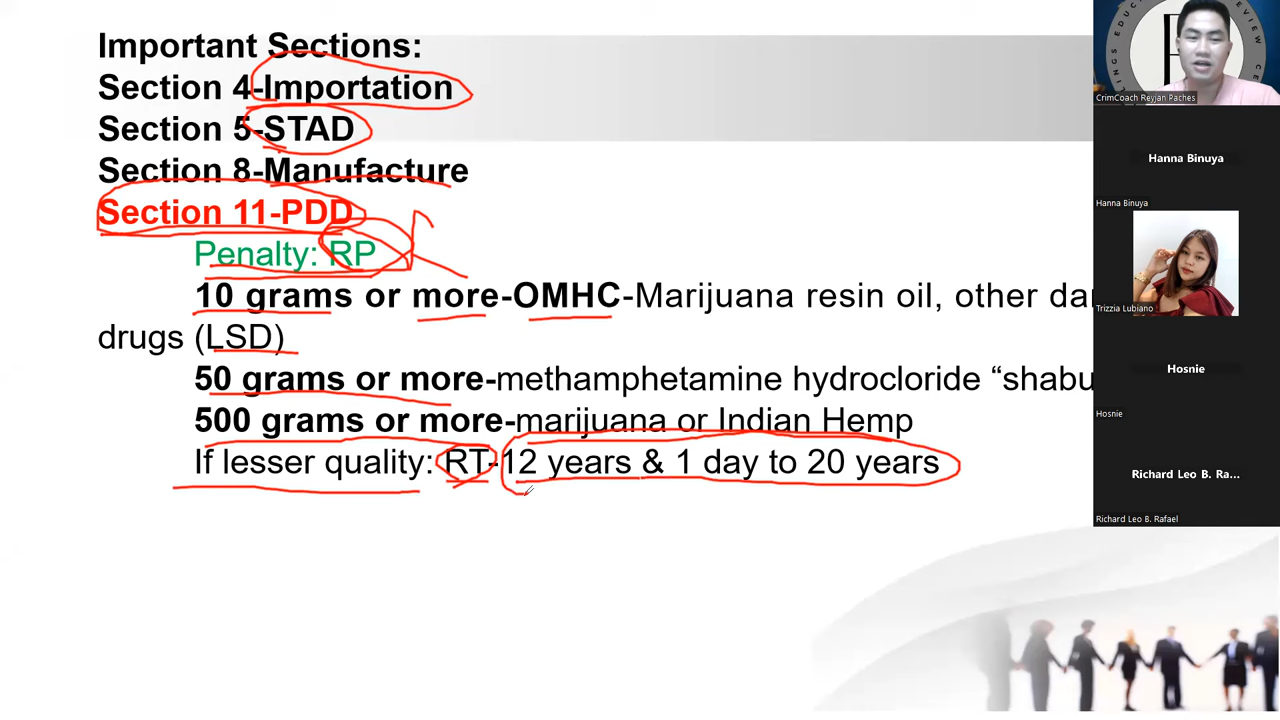 Important Sections:
Section 4-Importation
Section 5-STAD
Section 8-Manufacture
Section 11-PDD
Penalty: RP
10 grams or more-OMHC-Marijuana resin oil, other
drugs (LSD)
50 grams or more-methamphetamine hydrocloride “shabu
500 grams or more-marijuana or Indian Hemp
If lesser quality: RT-12 years & 1 day to 20 years
CrimCoach Reyjan Paches
Hanna Binuya
Hanna Binuya
Trizzia Lubiano
Hosnie
Hosnie
Richard Leo B. Ra...
Richard Leo B. Rafael